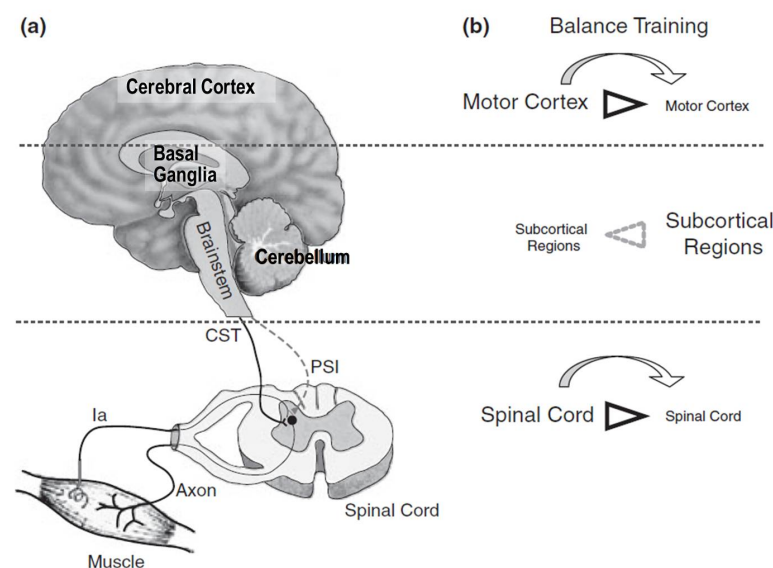 (a)
Cerebral Cortex
Basal
Ganglia
Brainstem
Cerebellum
CST
PSI
Ia
Axon
Spinal Cord
Muscle
(b)
Balance Training
Motor Cortex
Motor Cortex
Subcortical
Regions
Subcortical
Regions
Spinal Cord
Spinal Cord